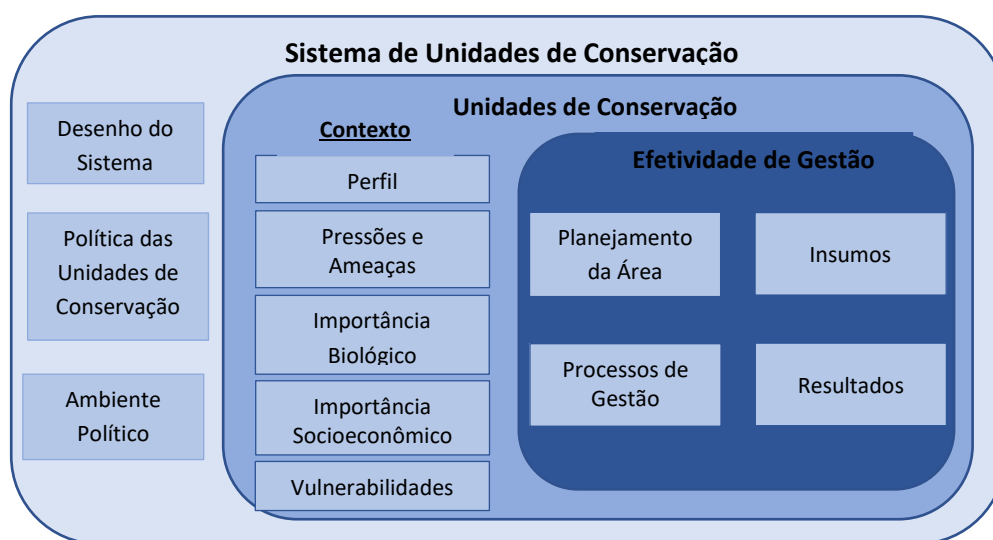 Sistema de Unidades de Conservação
Desenho do
Sistema
Política das
Unidades de
Conservação
Ambiente
Político
Unidades de Conservação
Contexto
Perfil
Pressões e
Ameaças
Importância
Biológico
Importância
Socioeconômico
Vulnerabilidades
Efetividade de Gestão
Planejamento
da Área
Insumos
Processos de
Gestão
Resultados